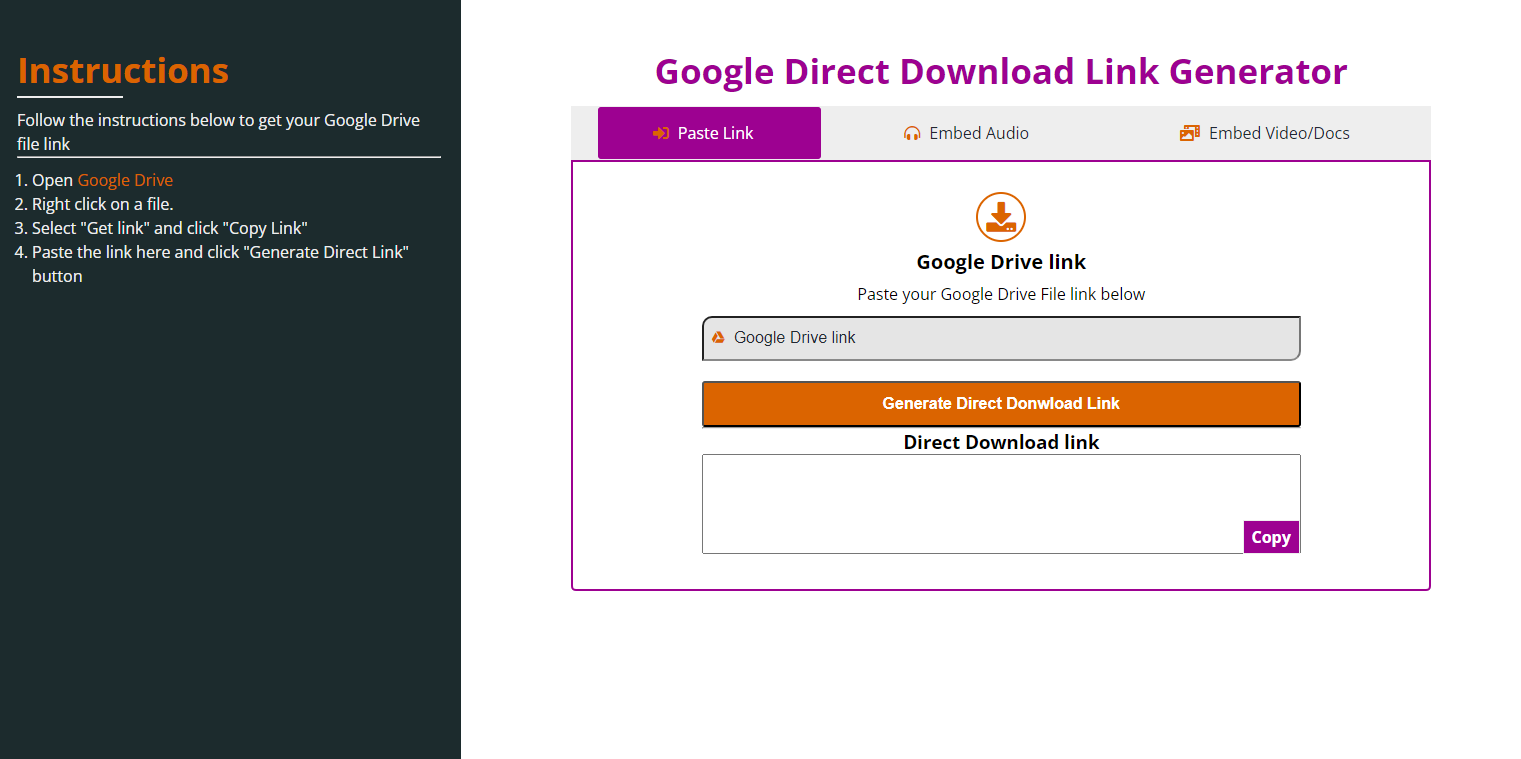 Instructions
Follow the instructions below to get your Google Drive
file link
1. Open Google Drive
2. Right click on a file.
3. Select "Get link" and click "Copy Link"
4. Paste the link here and click "Generate Direct Link"
button
Google Direct Download Link Generator
Paste Link
Embed Audio
Embed Video/Docs
Google Drive link
Paste your Google Drive File link below
Google Drive link
Generate Direct Donwload Link
Direct Download link
Copy